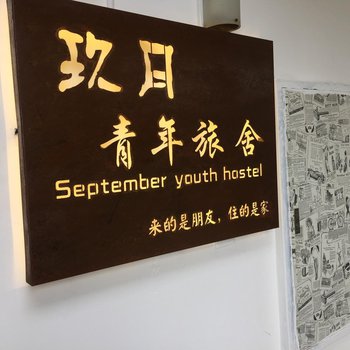 玖月
青年旅舍
September youth hostel
来的是朋友，住的是家